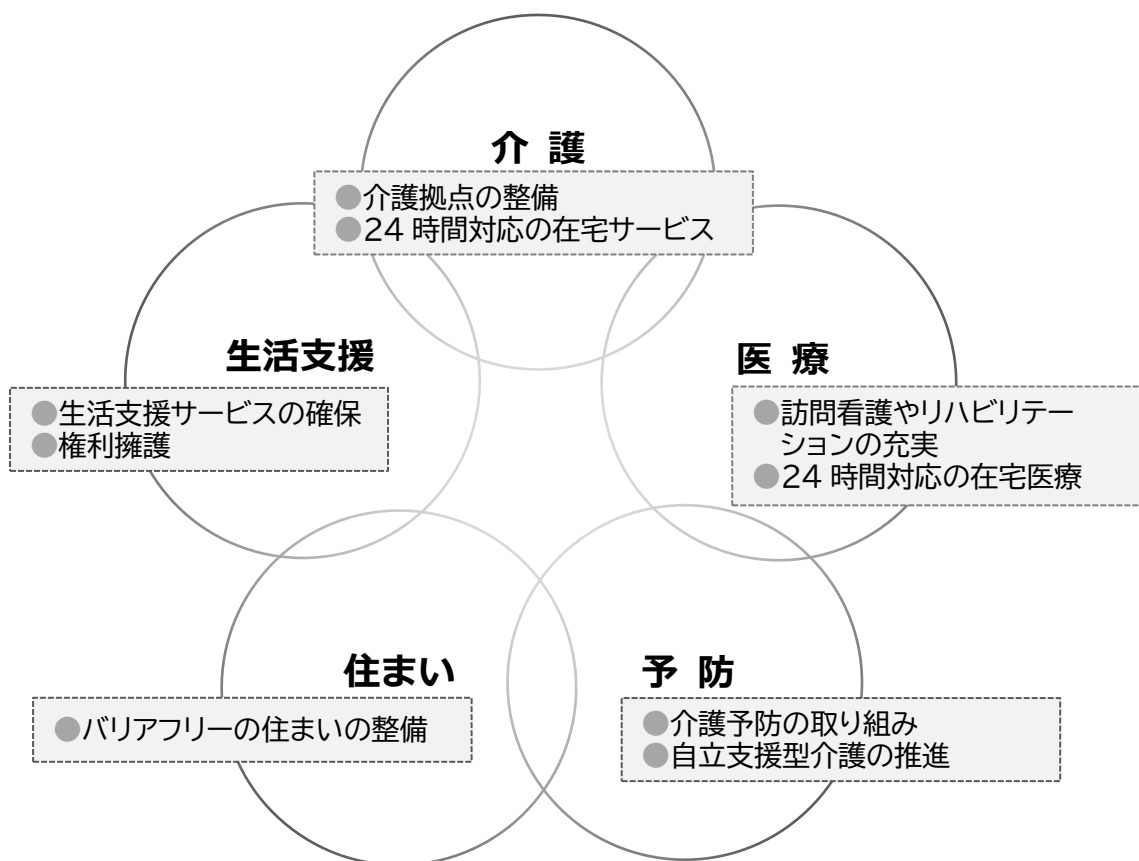 介 護
●介護拠点の整備
●24 時間対応の在宅サービス
生活支援
●生活支援サービスの確保
●権利擁護
医 療
●訪問看護やリハビリテー
ションの充実
●24 時間対応の在宅医療
住まい
●バリアフリーの住まいの整備
予 防
●介護予防の取り組み
●自立支援型介護の推進